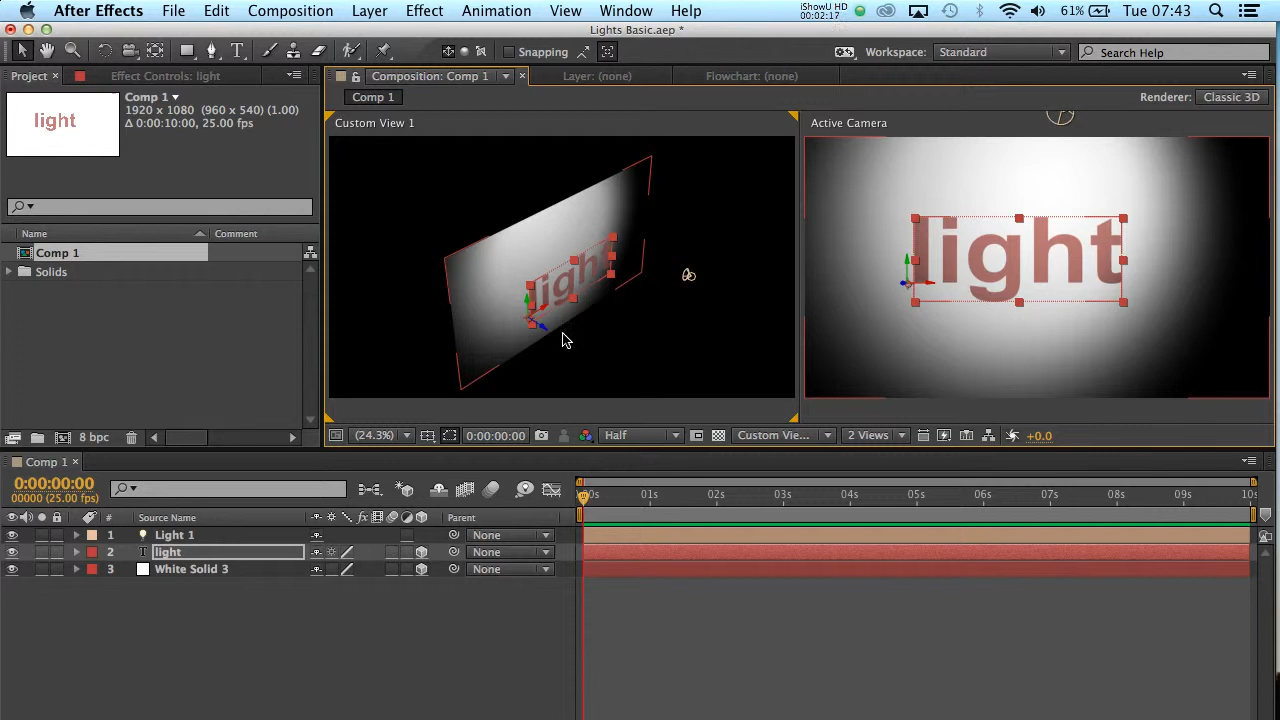 After Effects File Edit Composition Layer Effect Animation View Window Help iShowU HD 00:02:17 61% Tue 07:43
Lights Basic.aep *
Snapping Workspace: Standard Search Help
Project × Effect Controls: light Composition: Comp 1 × Layer: (none) Flowchart: (none)
Comp 1
1920 x 1080 (960 x 540) (1.00)
Δ 0:00:10:00, 25.00 fps
light
Comp 1 Renderer: Classic 3D
Custom View 1 Active Camera
Name Comment
Comp 1
Solids
light
light
8 bpc (24.3%) 0:00:00:00 Half Custom Vie... 2 Views +0.0
Comp 1 ×
0:00:00:00
00000 (25.00 fps)
:00s 01s 02s 03s 04s 05s 06s 07s 08s 09s 10s
# Source Name fx Parent
1 Light 1 None
2 T light None
3 White Solid 3 None